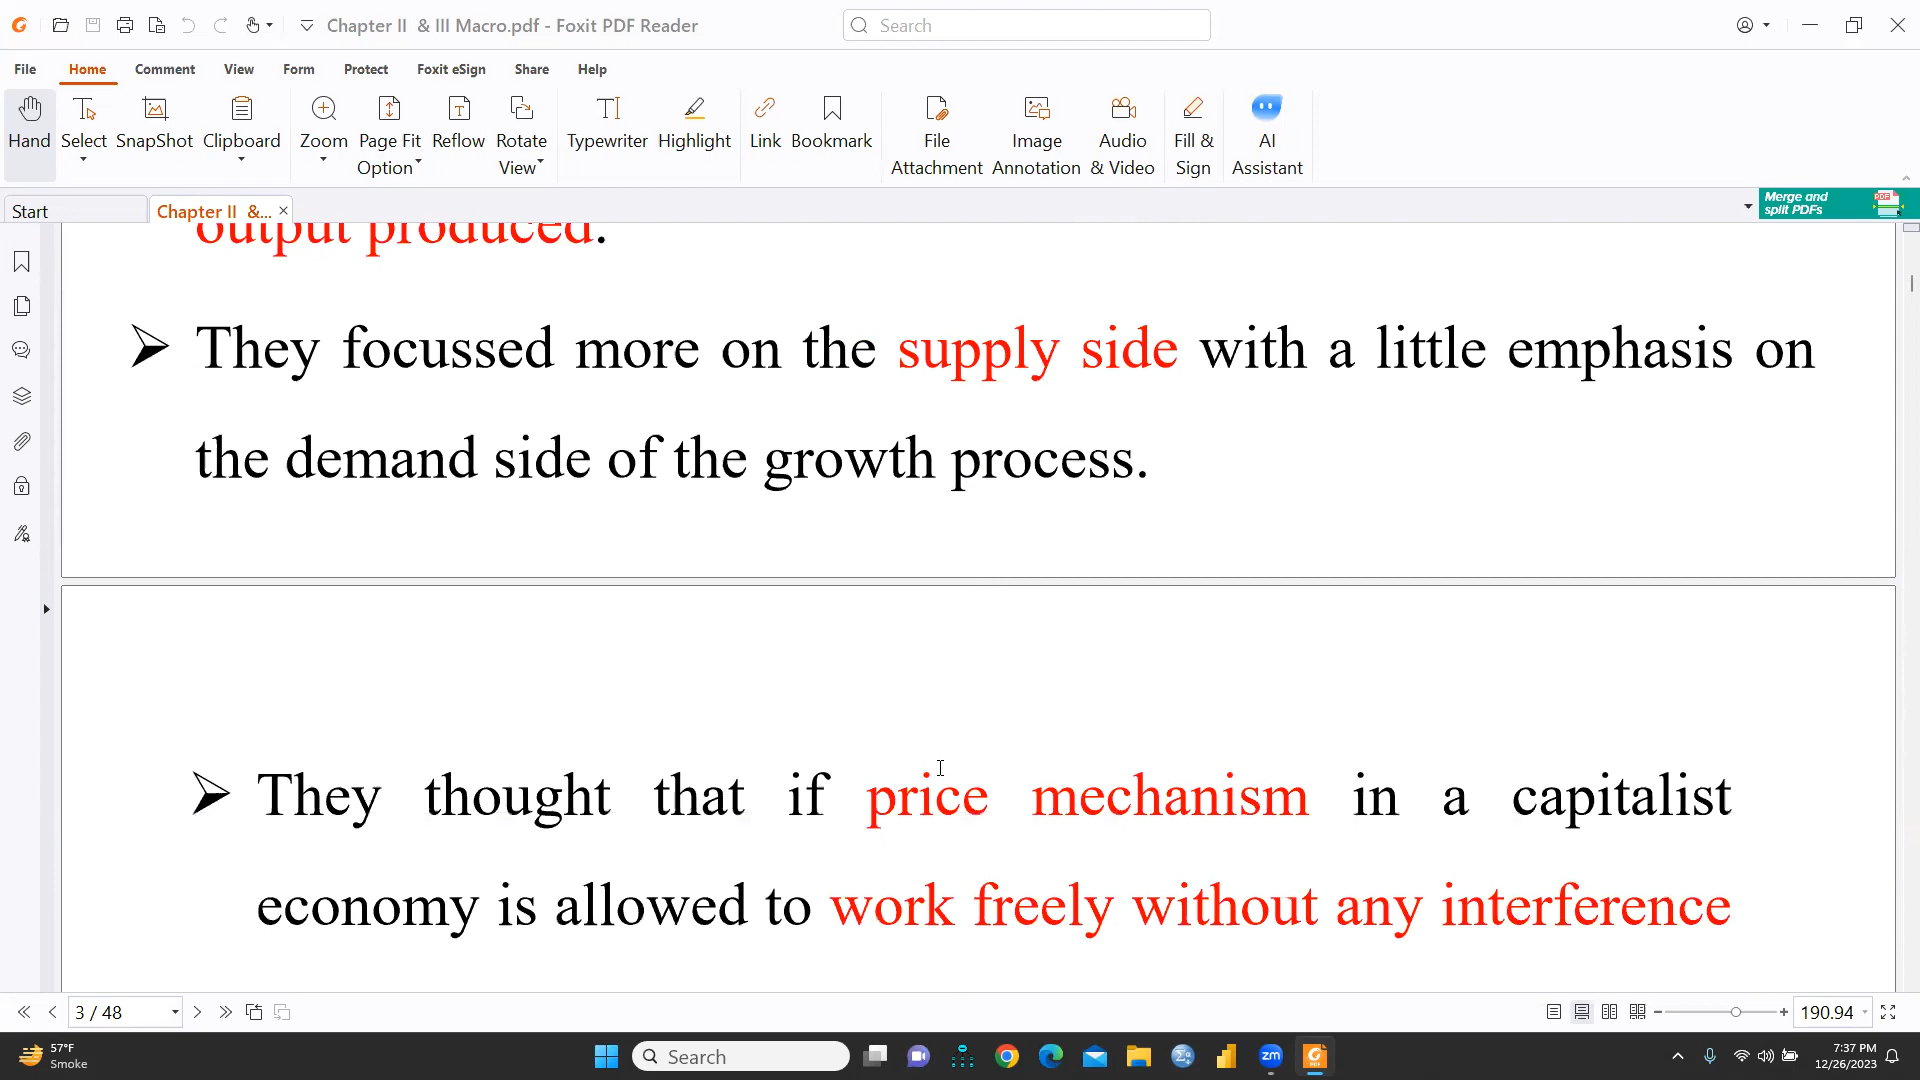 Chapter II & III Macro.pdf - Foxit PDF Reader
Search
File Home Comment View Form Protect Foxit eSign Share Help
Hand Select SnapShot Clipboard Zoom Page Fit Option Reflow Rotate View Typewriter Highlight Link Bookmark File Attachment Image Annotation Audio & Video Fill & Sign AI Assistant
Start
Chapter II &...
Merge and
split PDFs
output produced.
They focussed more on the supply side with a little emphasis on
the demand side of the growth process.
They thought that if price mechanism in a capitalist
economy is allowed to work freely without any interference
3 / 48
190.94
57°F
Smoke
Search
zm
7:37 PM
12/26/2023